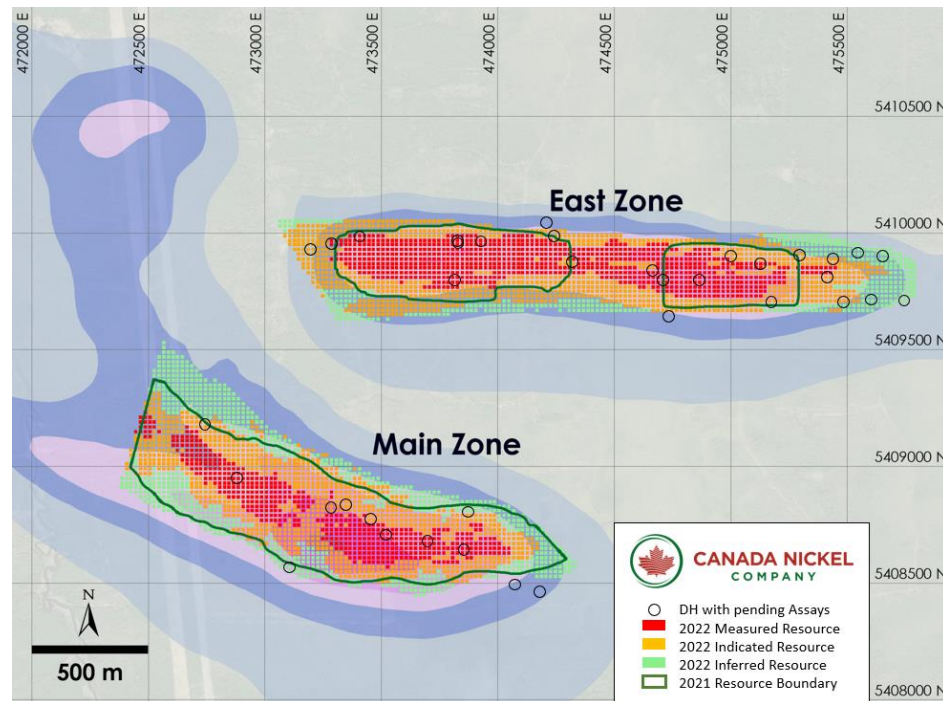 472000 E
472500 E
473000 E
473500 E
474000 E
474500 E
475000 E
475500 E
5410500 N
East Zone
5410000 N
5409500 N
Main Zone
5409000 N
CANADA NICKEL
COMPANY
5408500 N
N
DH with pending Assays
2022 Measured Resource
2022 Indicated Resource
500 m
2022 Inferred Resource
2021 Resource Boundary
5408000 N